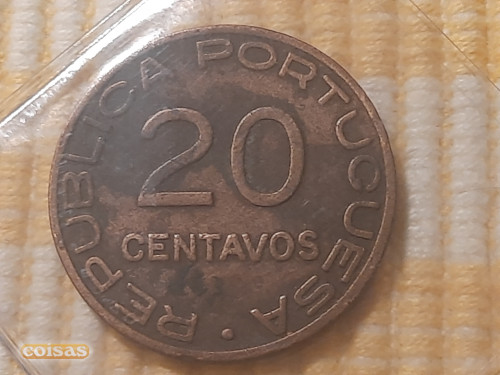 REPUBLICA PORTUGUESA
20
CENTAVOS
coisas